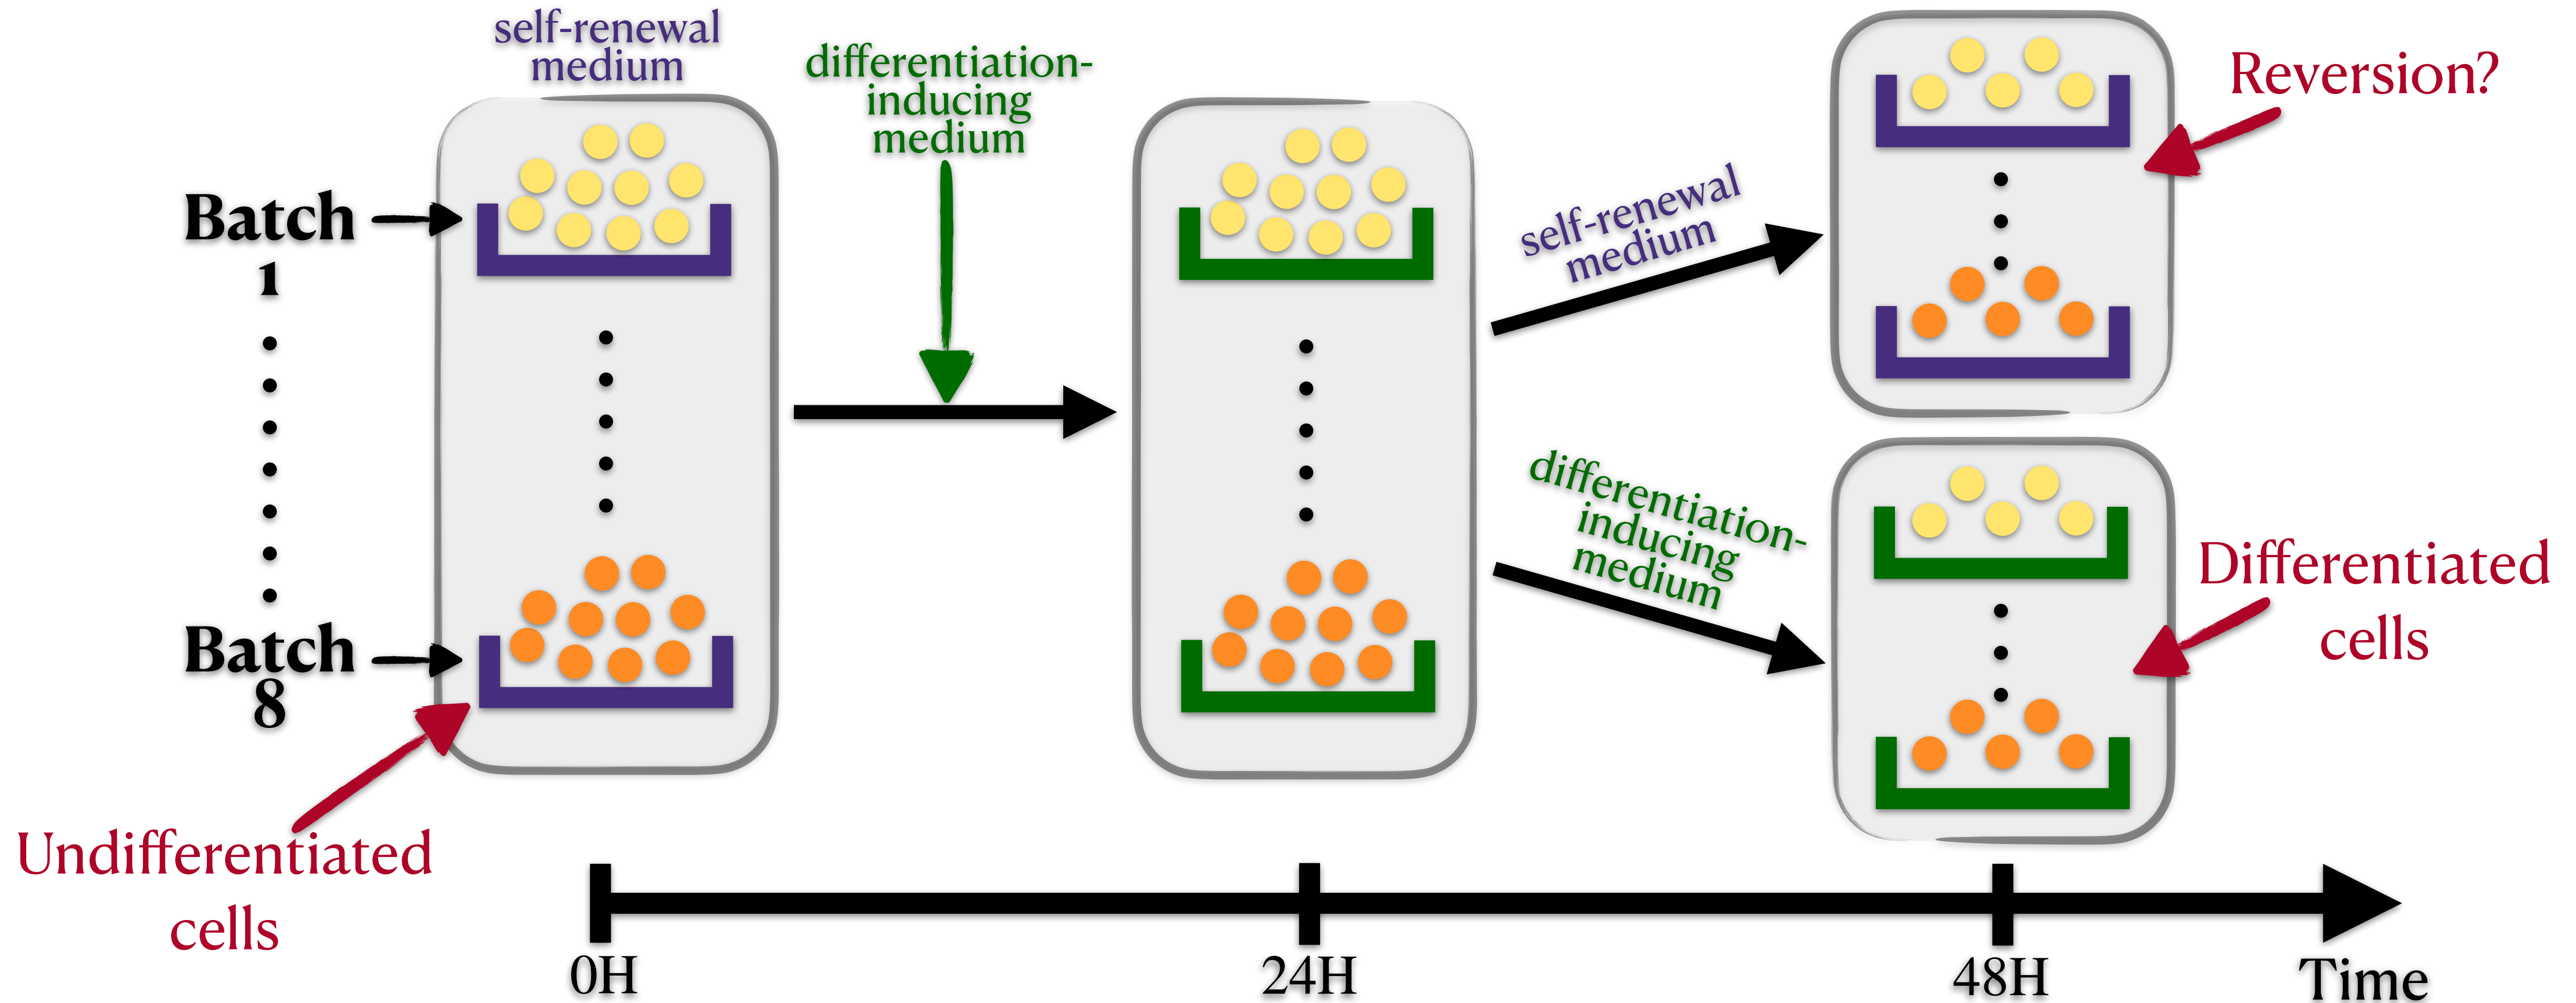 self-renewal
medium
differentiation-
inducing
medium
Batch
1
Batch
8
Undifferentiated
cells
self-renewal
medium
differentiation-
inducing
medium
Reversion?
Differentiated
cells
0H
24H
48H
Time